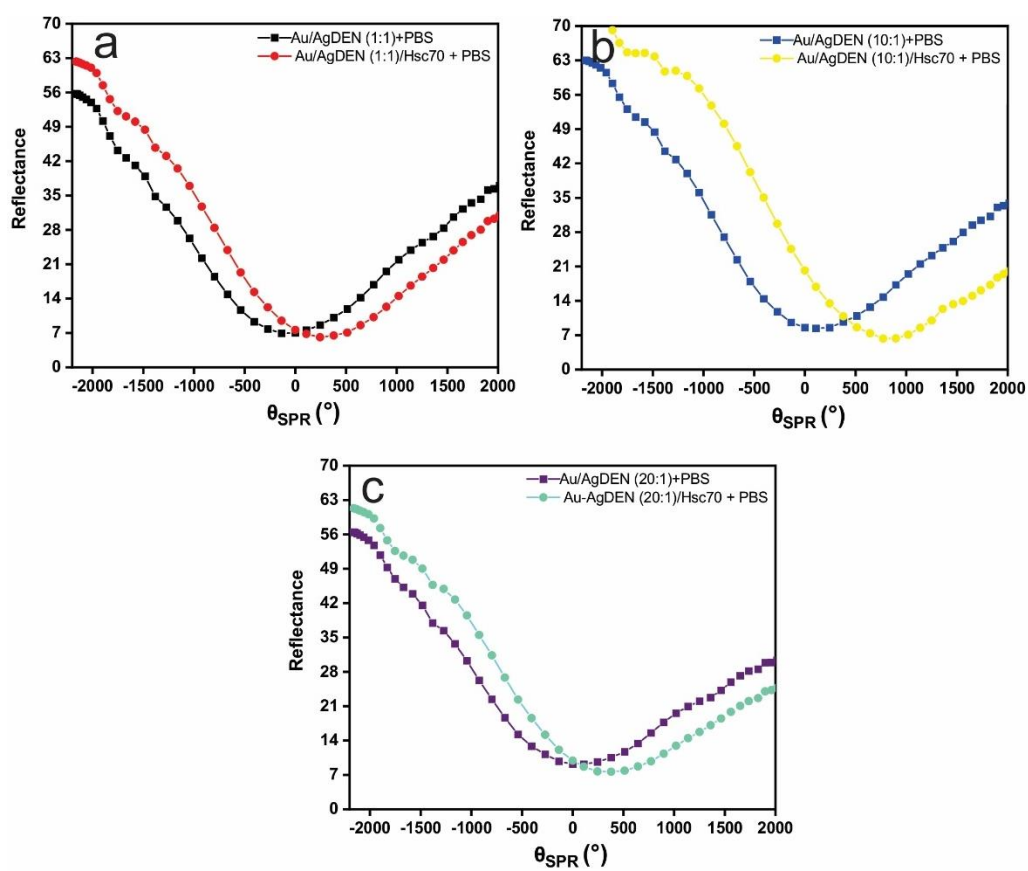 a
Au/AgDEN (1:1)+PBS
Au/AgDEN (1:1)/Hsc70 + PBS
70
63
56
49
42
35
28
21
14
7
0
Reflectance
-2000 -1500 -1000 -500 0 500 1000 1500 2000
θSPR (°)
b
Au/AgDEN (10:1)+PBS
Au/AgDEN (10:1)/Hsc70 + PBS
70
63
56
49
42
35
28
21
14
7
0
Reflectance
-2000 -1500 -1000 -500 0 500 1000 1500 2000
θSPR (°)
c
Au/AgDEN (20:1)+PBS
Au-AgDEN (20:1)/Hsc70 + PBS
70
63
56
49
42
35
28
21
14
7
0
Reflectance
-2000 -1500 -1000 -500 0 500 1000 1500 2000
θSPR (°)